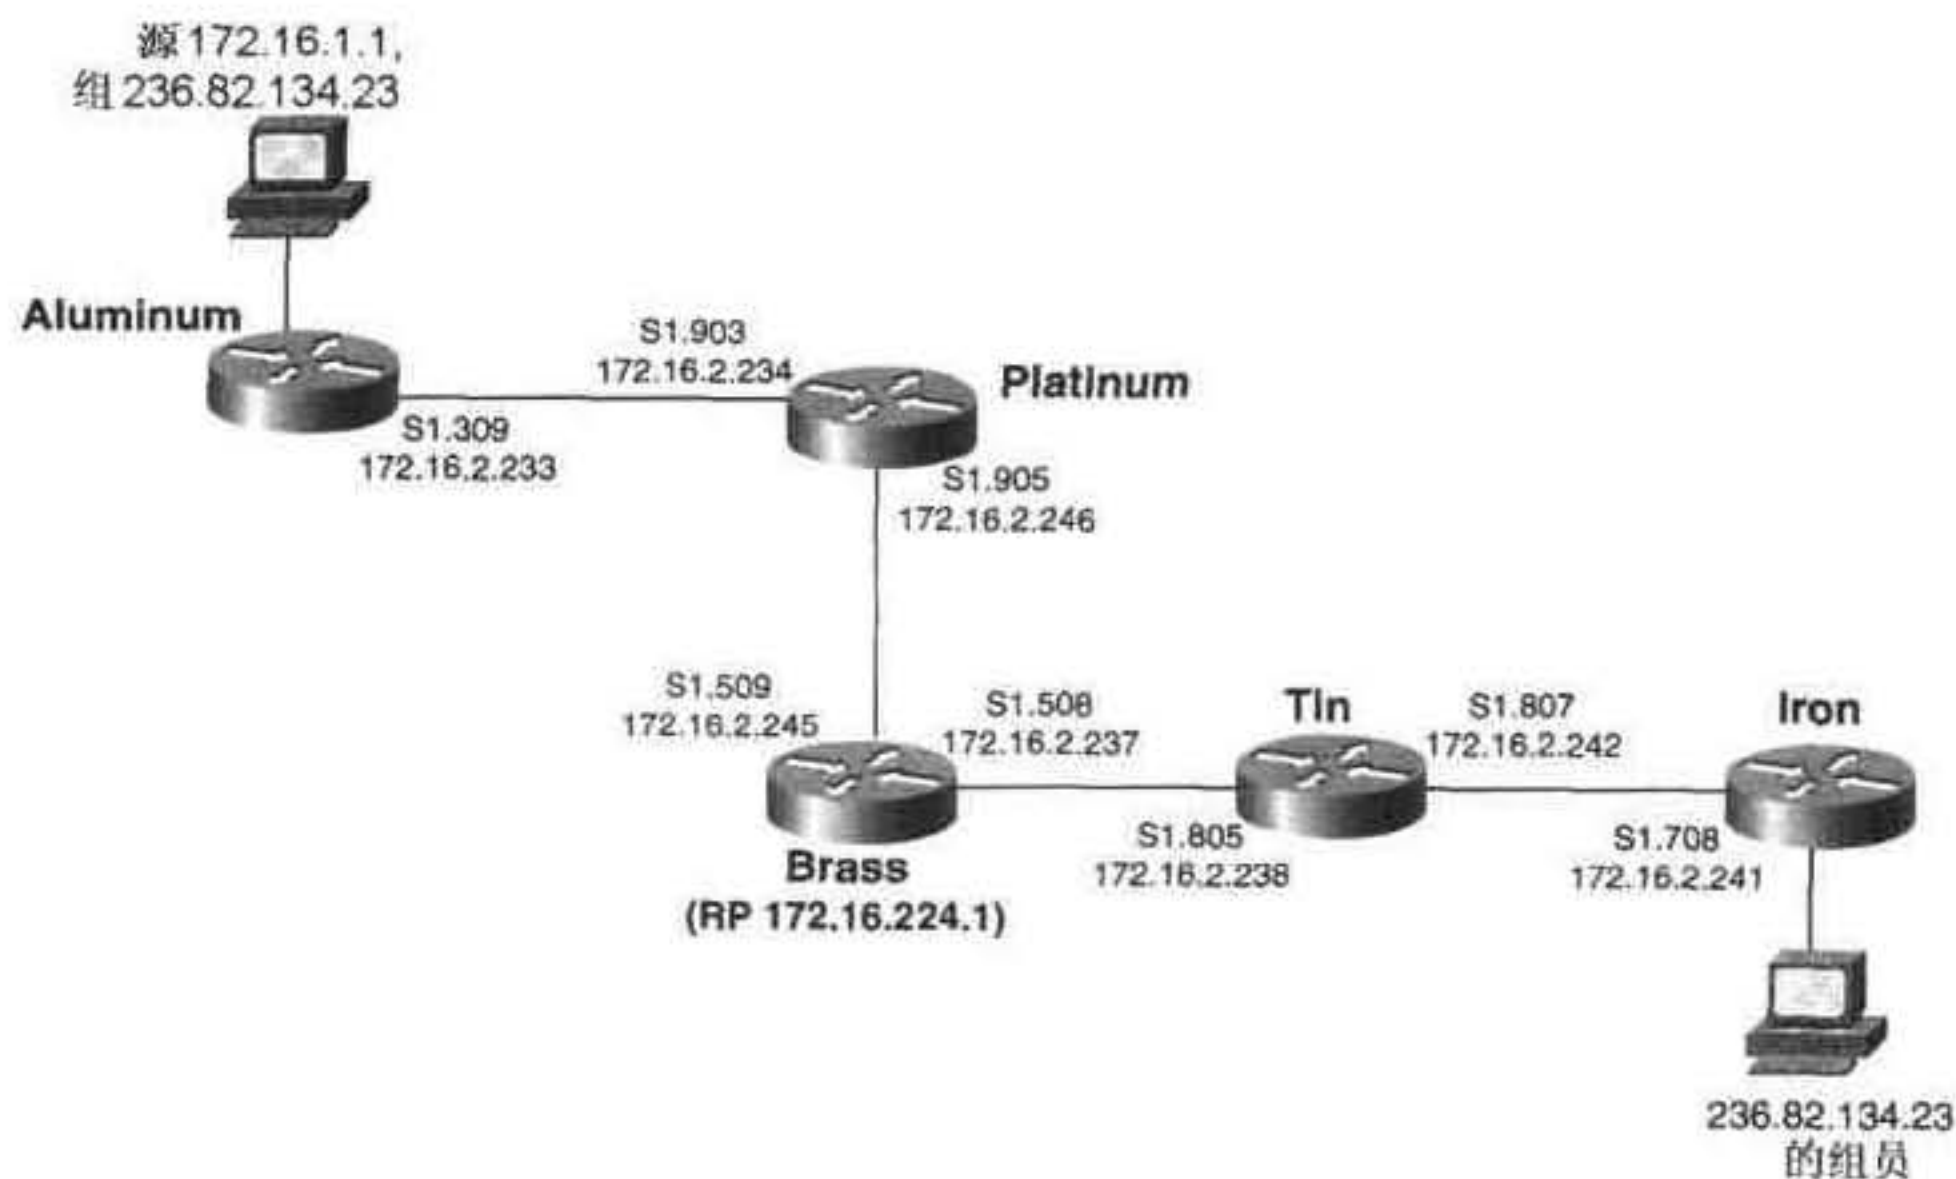 源172.16.1.1,
组236.82.134.23
Aluminum
S1.903
172.16.2.234
Platinum
S1.309
172.16.2.233
S1.905
172.16.2.246
S1.509
172.16.2.245
S1.508
172.16.2.237
Tin
S1.807
172.16.2.242
Iron
S1.805
172.16.2.238
S1.708
172.16.2.241
Brass
(RP 172.16.224.1)
236.82.134.23
的组员